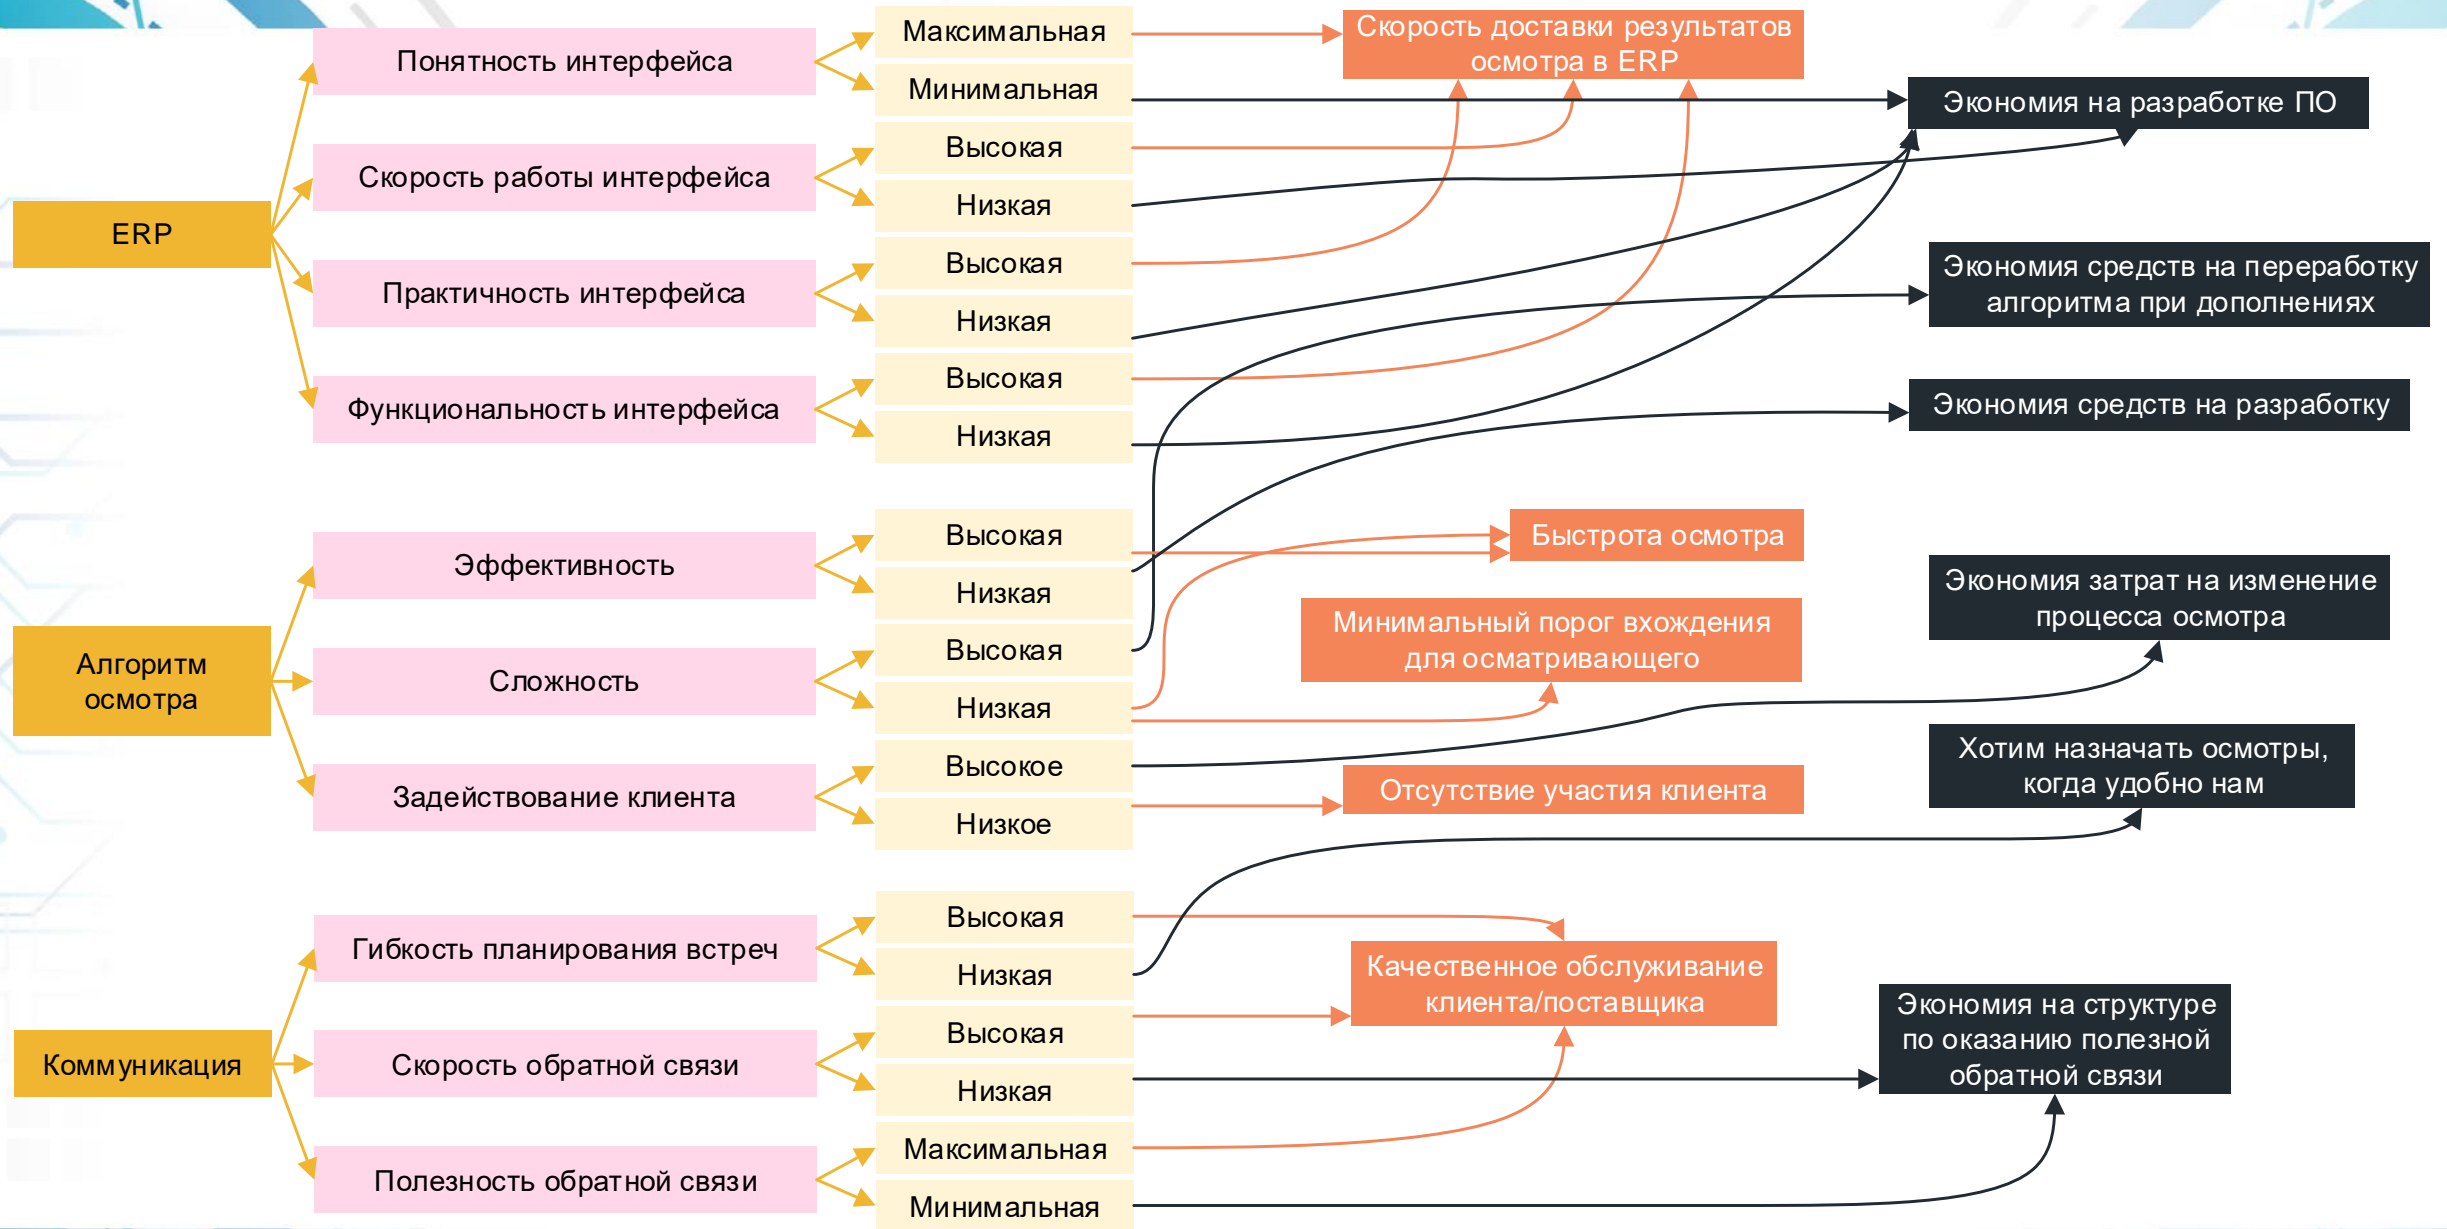 ERP
Понятность интерфейса
Скорость работы интерфейса
Практичность интерфейса
Функциональность интерфейса
Максимальная
Минимальная
Высокая
Низкая
Высокая
Низкая
Высокая
Низкая
Скорость доставки результатов
осмотра в ERP
Экономия на разработке ПО
Экономия средств на переработку
алгоритма при дополнениях
Экономия средств на разработку
Алгоритм
осмотра
Эффективность
Сложность
Задействование клиента
Высокая
Низкая
Высокая
Низкая
Высокое
Низкое
Быстрота осмотра
Минимальный порог вхождения
для осматривающего
Отсутствие участия клиента
Экономия затрат на изменение
процесса осмотра
Хотим назначать осмотры,
когда удобно нам
Коммуникация
Гибкость планирования встреч
Скорость обратной связи
Полезность обратной связи
Высокая
Низкая
Высокая
Низкая
Максимальная
Минимальная
Качественное обслуживание
клиента/поставщика
Экономия на структуре
по оказанию полезной
обратной связи